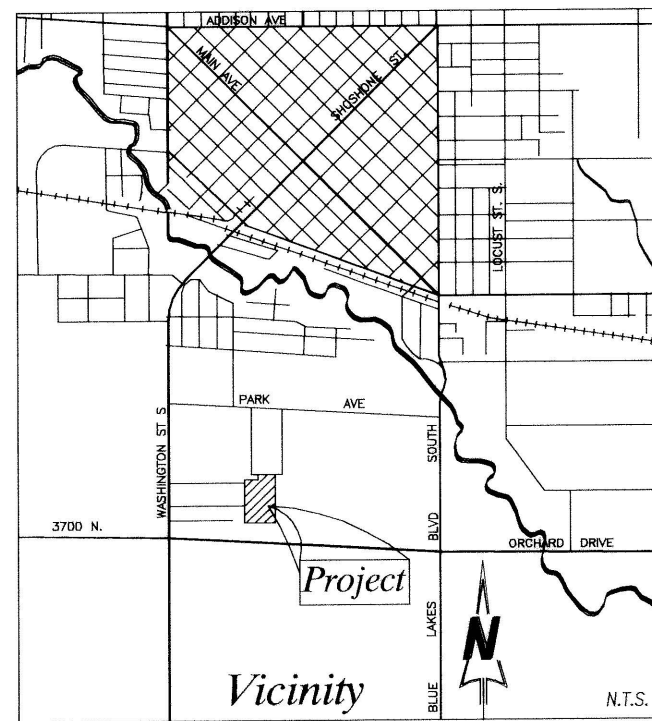 ADDISON AVE
MAIN AVE
SHOSHONE ST.
LOCUST ST. S.
PARK AVE
WASHINGTON ST S
SOUTH
BLVD
3700 N.
ORCHARD DRIVE
Project
LAKES
N
Vicinity
BLUE
N.T.S.